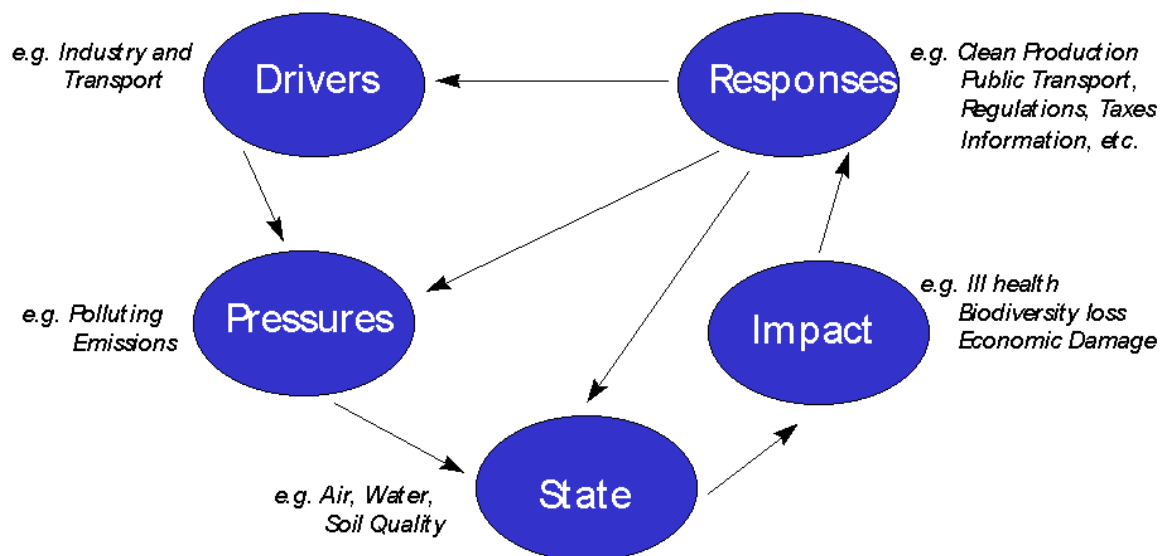 e.g. Industry and
Transport
Drivers
Responses
e.g. Clean Production
Public Transport,
Regulations, Taxes
Information, etc.
e.g. Polluting
Emissions
Pressures
Impact
e.g. Ill health
Biodiversity loss
Economic Damage
e.g. Air, Water,
Soil Quality
State